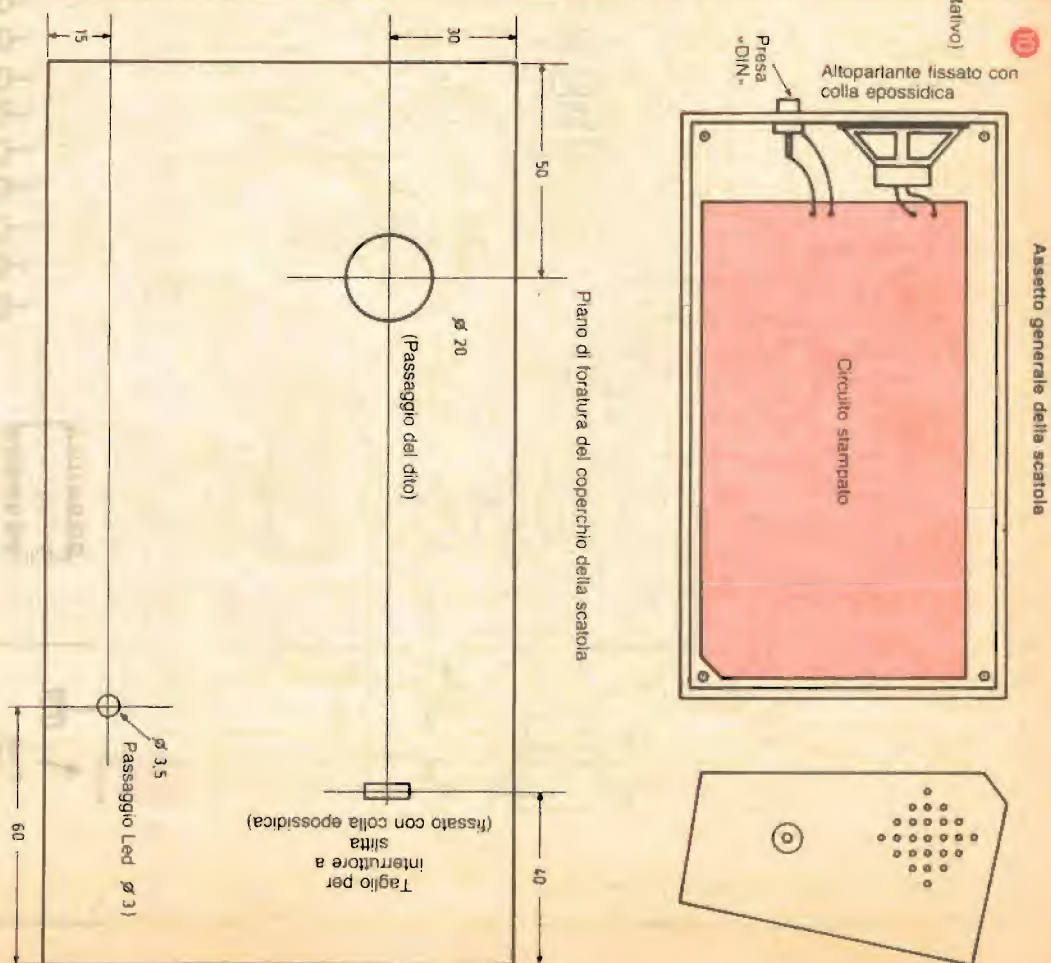 10
lativo)
Assetto generale della scatola
Altoparlante fissato con
colla epossidica
Presa
«DIN»
Circuito stampato
Piano di foratura del coperchio della scatola
15
30
50
ø 20
(Passaggio del dito)
ø 3,5
Passaggio Led ø 3)
60
40
Taglio per
interruttore a
slitta
(fissato con colla epossidica)